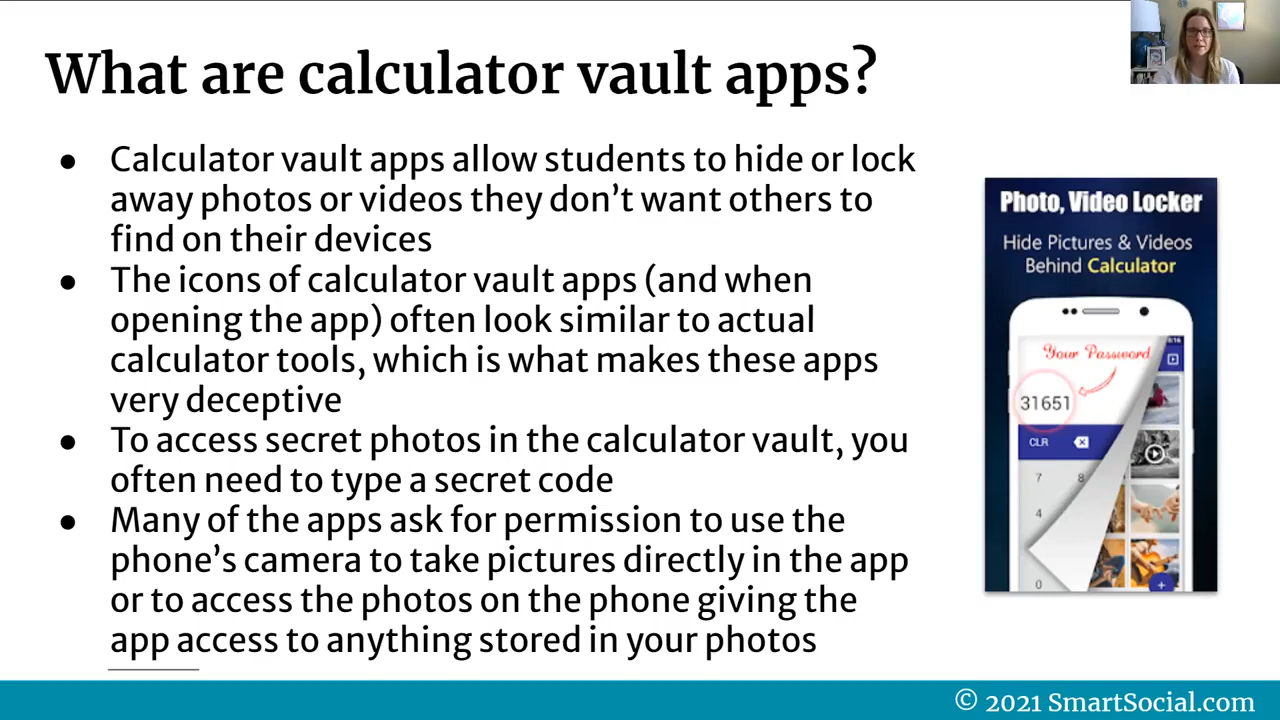 What are calculator vault apps?
● Calculator vault apps allow students to hide or lock
away photos or videos they don’t want others to
find on their devices
● The icons of calculator vault apps (and when
opening the app) often look similar to actual
calculator tools, which is what makes these apps
very deceptive
● To access secret photos in the calculator vault, you
often need to type a secret code
● Many of the apps ask for permission to use the
phone’s camera to take pictures directly in the app
or to access the photos on the phone giving the
app access to anything stored in your photos
Photo, Video Locker
Hide Pictures & Videos
Behind Calculator
Your Password
31651
CLR
7 8
4
0
+
© 2021 SmartSocial.com